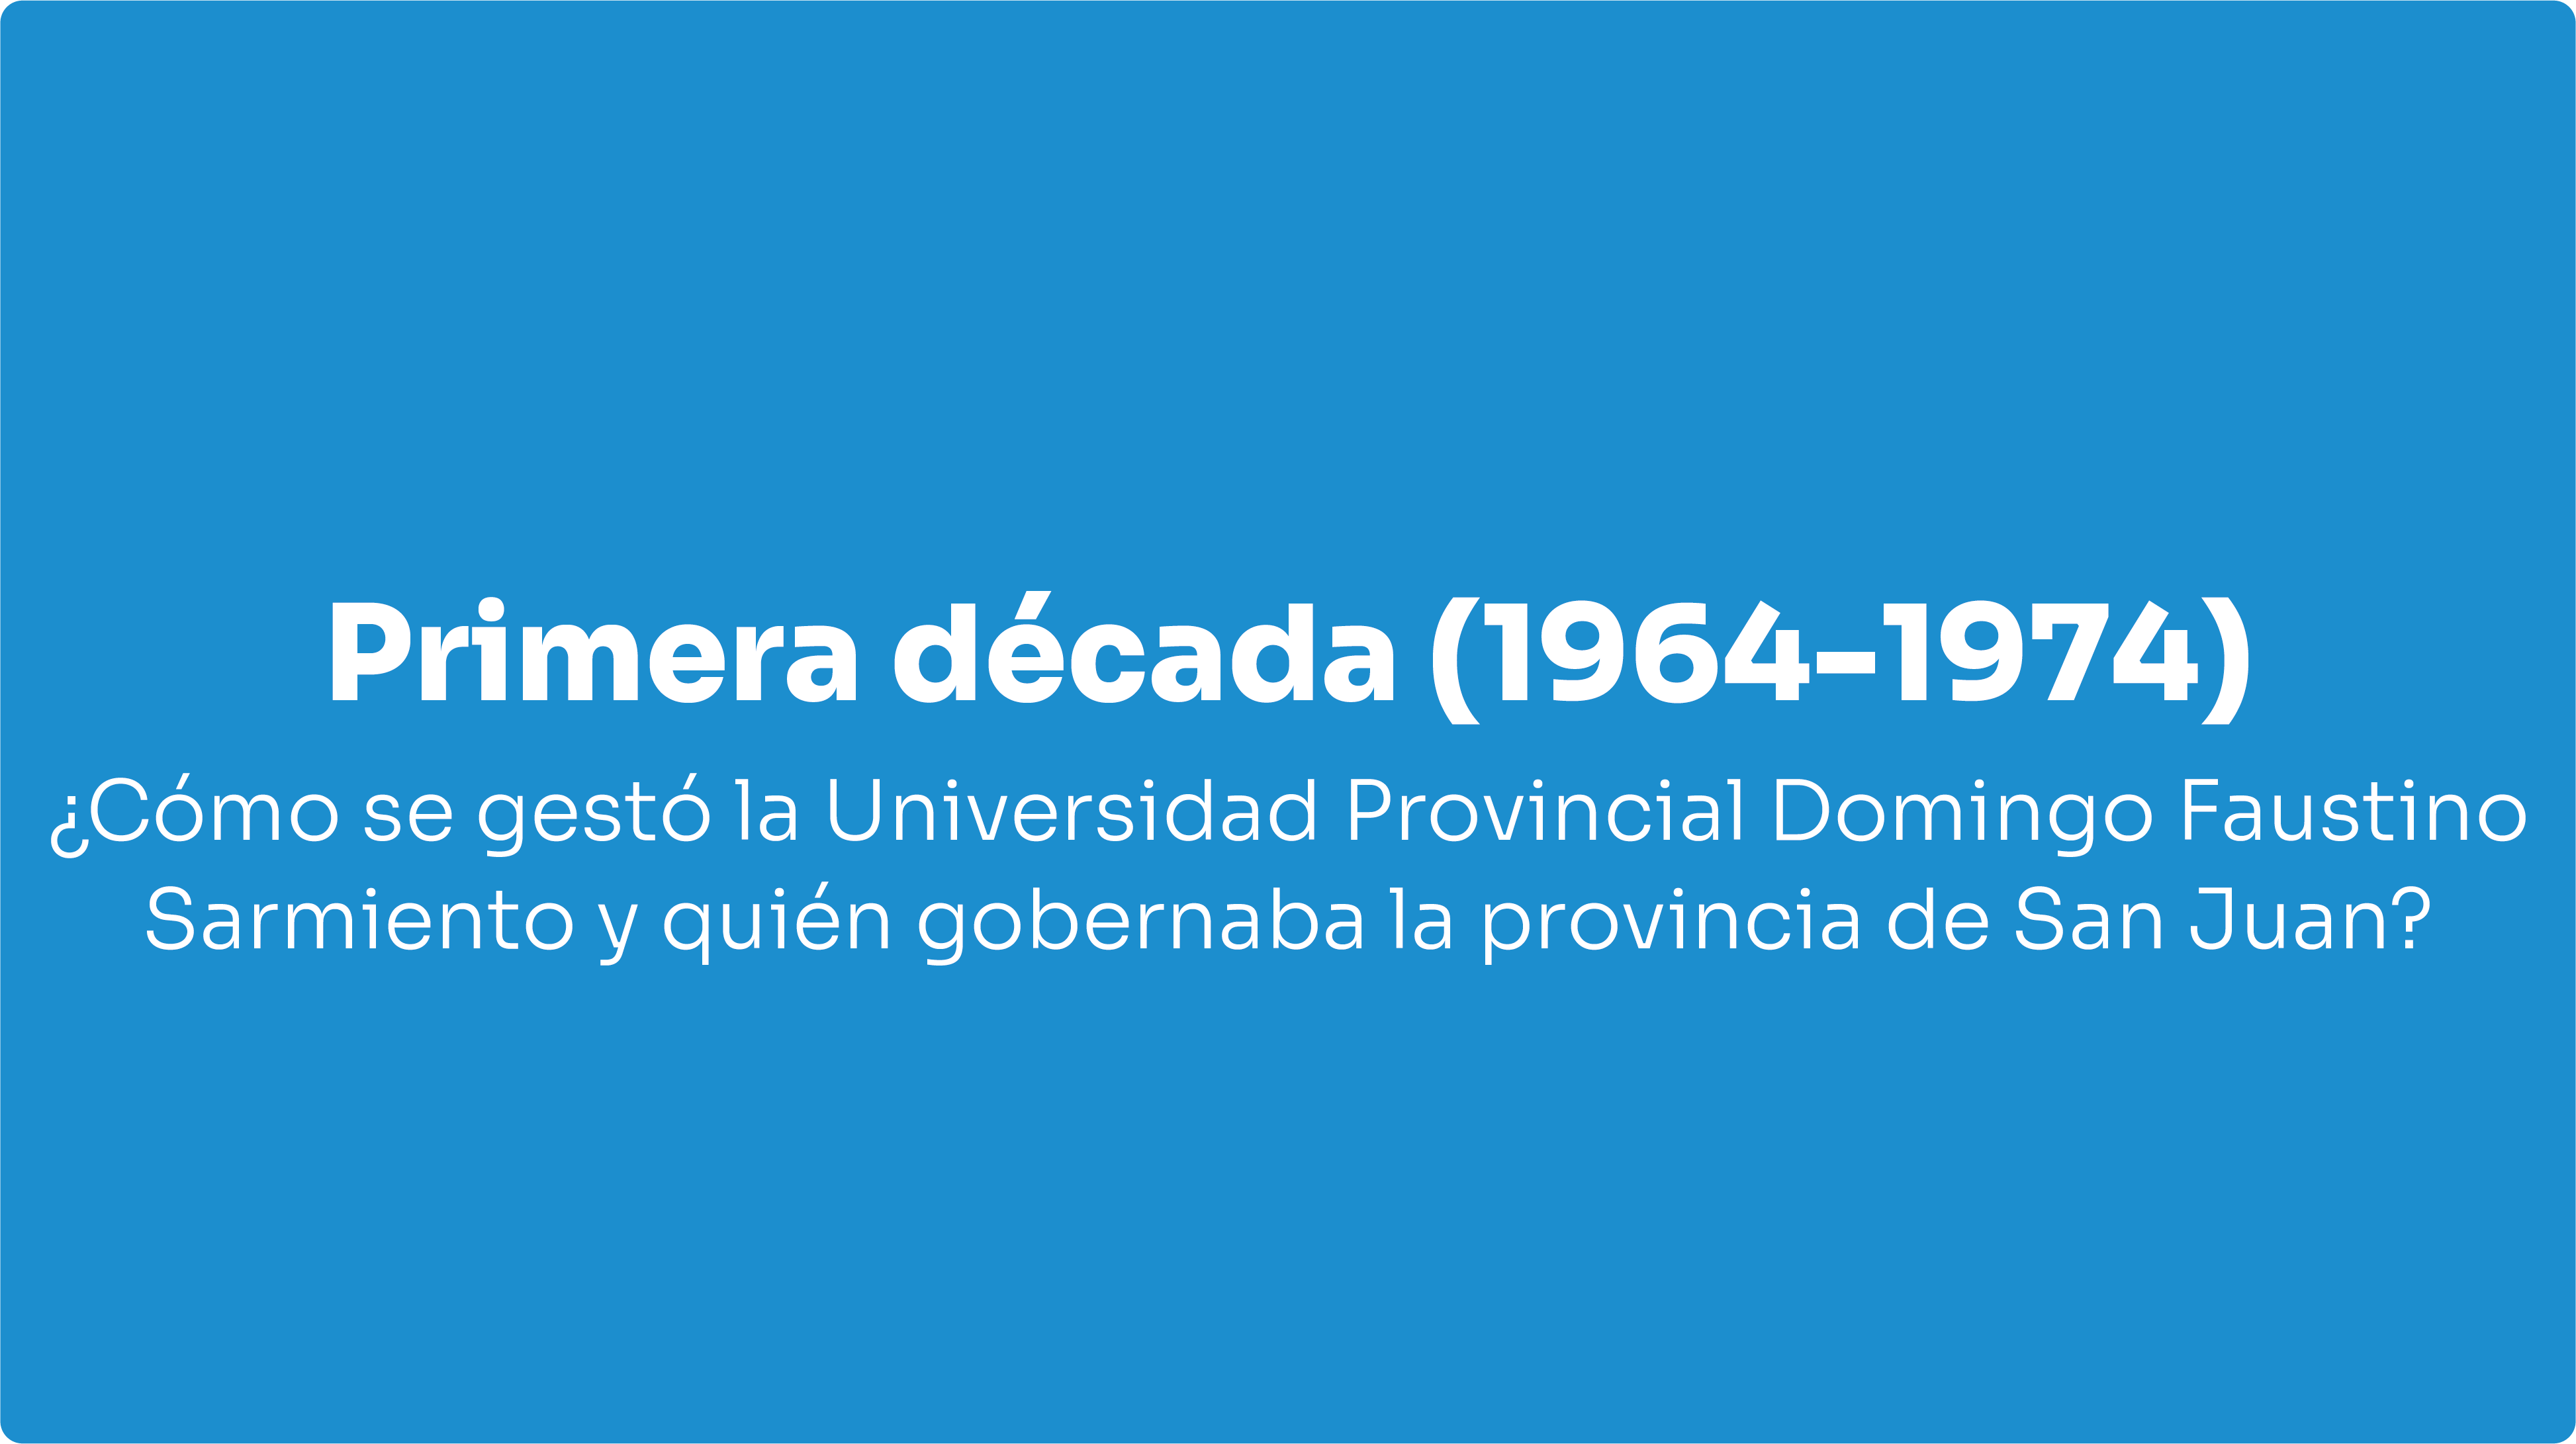 Primera década (1964-1974)
¿Cómo se gestó la Universidad Provincial Domingo Faustino
Sarmiento y quién gobernaba la provincia de San Juan?